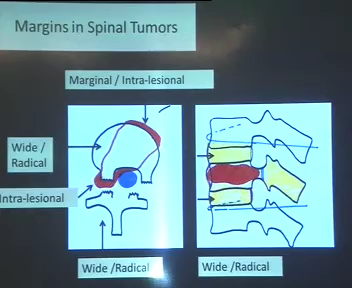 Margins in Spinal Tumors
Marginal / Intra-lesional
Wide /
Radical
Intra-lesional
Wide /Radical
Wide /Radical